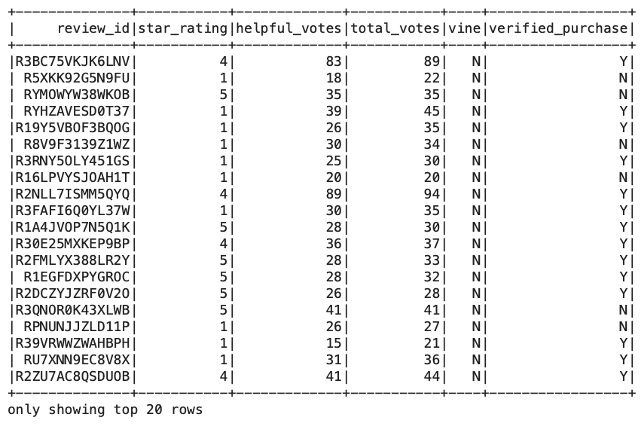 +--------------+-----------+-------------+-----------+----+-----------------+
|     review_id|star_rating|helpful_votes|total_votes|vine|verified_purchase|
+--------------+-----------+-------------+-----------+----+-----------------+
|R3BC75VKJK6LNV|          4|           83|         89|   N|                Y|
| R5XKK92G5N9FU|          1|           18|         22|   N|                N|
| RYMOWYW38WKOB|          5|           35|         35|   N|                N|
| RYHZAVESD0T37|          1|           39|         45|   N|                Y|
|R19Y5VBOF3BQOG|          1|           26|         35|   N|                Y|
| R8V9F3139Z1WZ|          1|           30|         34|   N|                N|
|R3RNY5OLY451GS|          1|           25|         30|   N|                Y|
|R16LPVYSJOAH1T|          1|           20|         20|   N|                N|
|R2NLL7ISMM5QYQ|          4|           89|         94|   N|                Y|
|R3FAFI6Q0YL37W|          1|           30|         35|   N|                Y|
|R1A4JVOP7N5Q1K|          5|           28|         30|   N|                Y|
|R30E25MXKEP9BP|          4|           36|         37|   N|                Y|
|R2FMLYX388LR2Y|          5|           28|         33|   N|                Y|
| R1EGFDXPYGROC|          5|           28|         32|   N|                Y|
|R2DCZYJZRF0V2O|          5|           26|         28|   N|                Y|
|R3QNOR0K43XLWB|          5|           41|         41|   N|                N|
| RPNUNJJZLD11P|          1|           26|         27|   N|                N|
|R39VRWWZWAHBPH|          1|           15|         21|   N|                Y|
| RU7XNN9EC8V8X|          1|           31|         36|   N|                Y|
|R2ZU7AC8QSDUOB|          4|           41|         44|   N|                Y|
+--------------+-----------+-------------+-----------+----+-----------------+
only showing top 20 rows